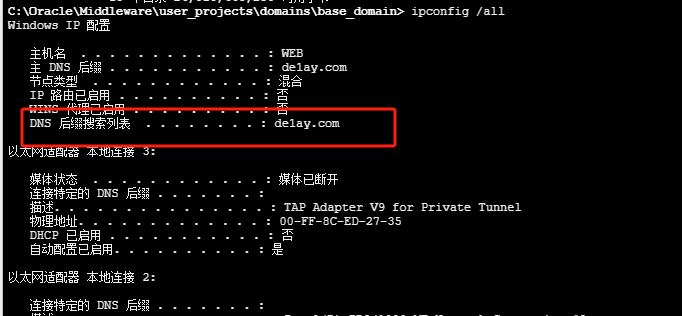 C:\Oracle\Middleware\user_projects\domains\base_domain> ipconfig /all
Windows IP 配置
主机名 . . . . . . . . . . . . . : WEB
主 DNS 后缀 . . . . . . . . . . . : de1ay.com
节点类型 . . . . . . . . . . . . : 混合
IP 路由已启用 . . . . . . . . . . : 否
WINS 代理已启用 . . . . . . . . . : 否
DNS 后缀搜索列表 . . . . . . . . : de1ay.com
以太网适配器 本地连接 3:
媒体状态 . . . . . . . . . . . . : 媒体已断开
连接特定的 DNS 后缀 . . . . . . . :
描述. . . . . . . . . . . . . . . : TAP Adapter V9 for Private Tunnel
物理地址. . . . . . . . . . . . . : 00-FF-8C-ED-27-35
DHCP 已启用 . . . . . . . . . . . : 否
自动配置已启用. . . . . . . . . . : 是
以太网适配器 本地连接 2:
连接特定的 DNS 后缀 . . . . . . . :